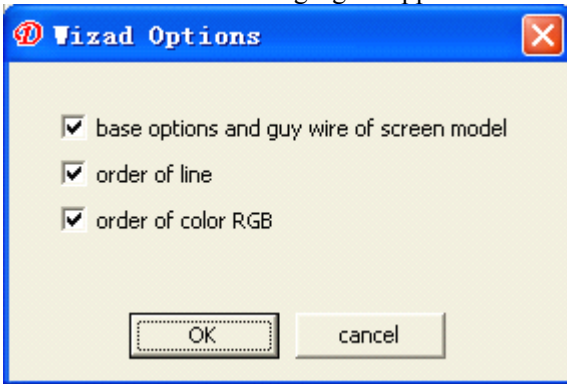 Wizad Options
base options and guy wire of screen model
order of line
order of color RGB
OK
cancel